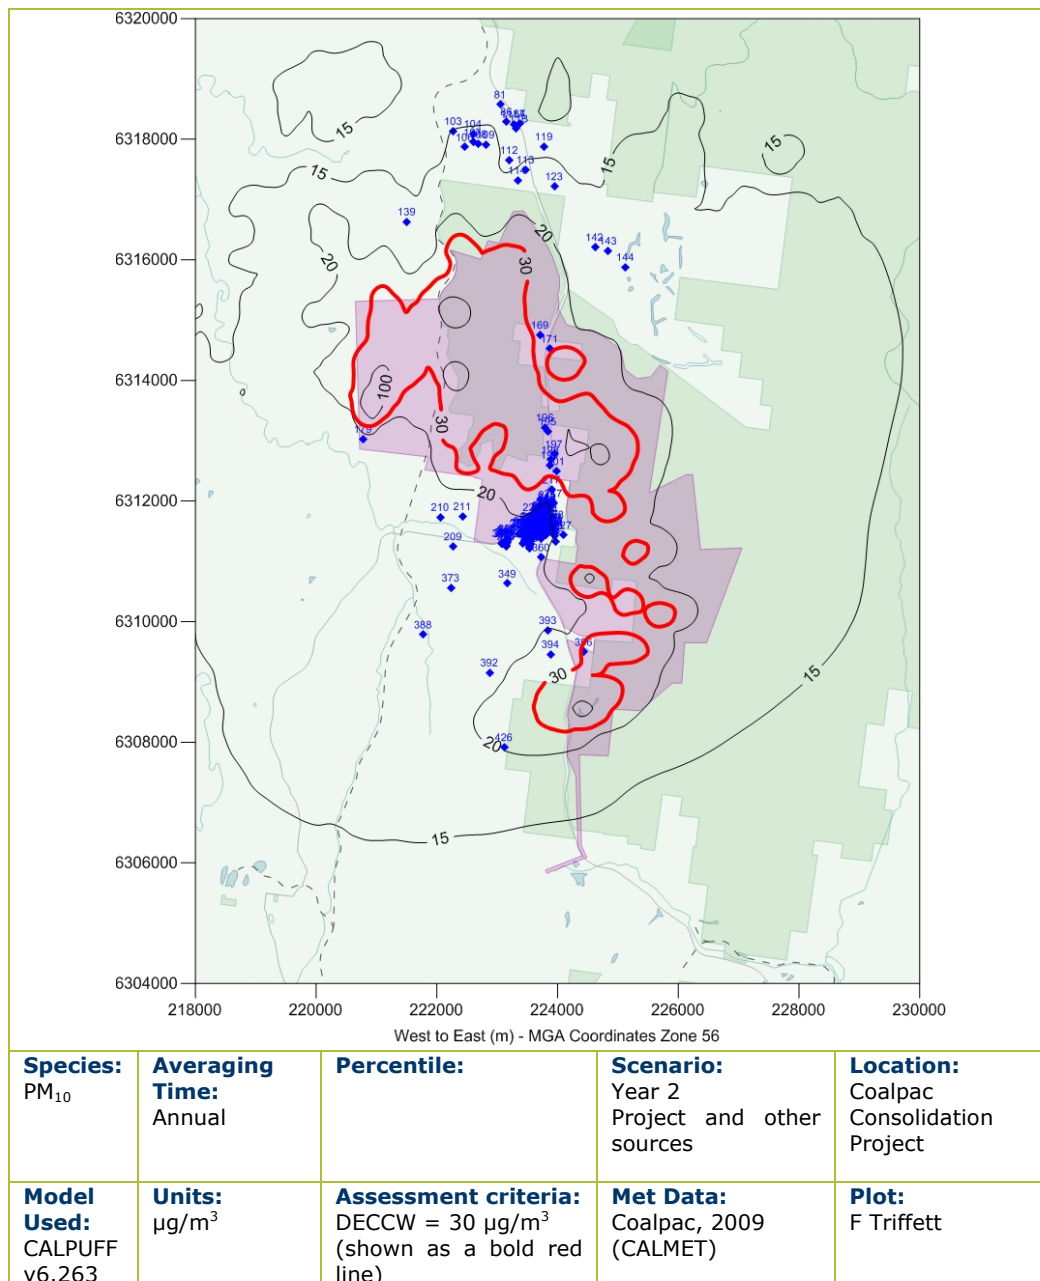 6320000
6318000
6316000
6314000
6312000
6310000
6308000
6306000
6304000
218000
220000
222000
224000
226000
228000
230000
81
103
104
119
112
113
123
15
15
15
15
139
20
20
142
143
144
30
169
171
100
30
179
197
20
210
211
209
360
373
349
388
393
394
396
392
30
15
426
20
15
West to East (m) - MGA Coordinates Zone 56
Species:
PM10
Averaging
Time:
Annual
Percentile:
Scenario:
Year 2
Project and other
sources
Location:
Coalpac
Consolidation
Project
Model
Used:
CALPUFF
v6.263
Units:
µg/m³
Assessment criteria:
DECCW = 30 µg/m³
(shown as a bold red
line)
Met Data:
Coalpac, 2009
(CALMET)
Plot:
F Triffett